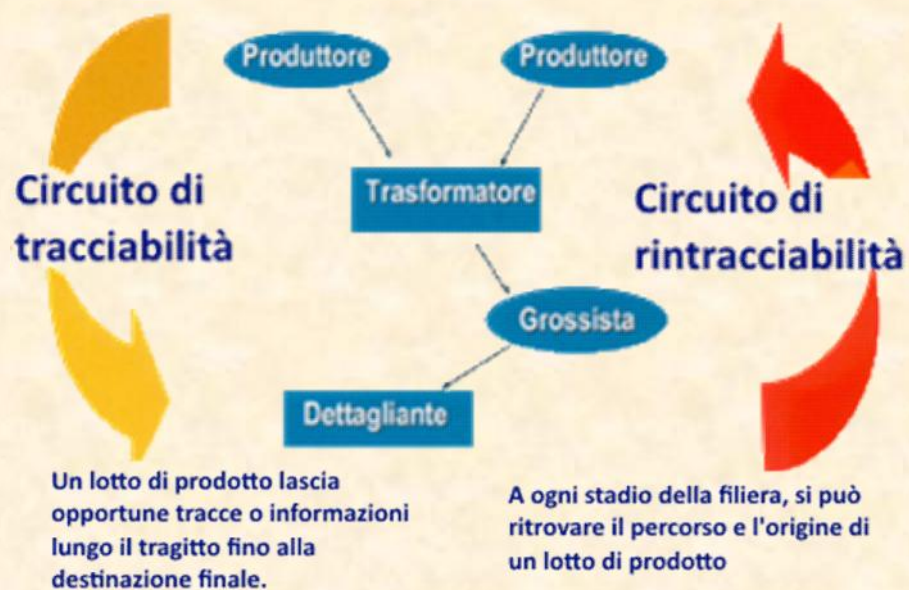 Produttore
Produttore
Circuito di
tracciabilità
Trasformatore
Circuito di
rintracciabilità
Grossista
Dettagliante
Un lotto di prodotto lascia
opportune tracce o informazioni
lungo il tragitto fino alla
destinazione finale.
A ogni stadio della filiera, si può
ritrovare il percorso e l'origine di
un lotto di prodotto